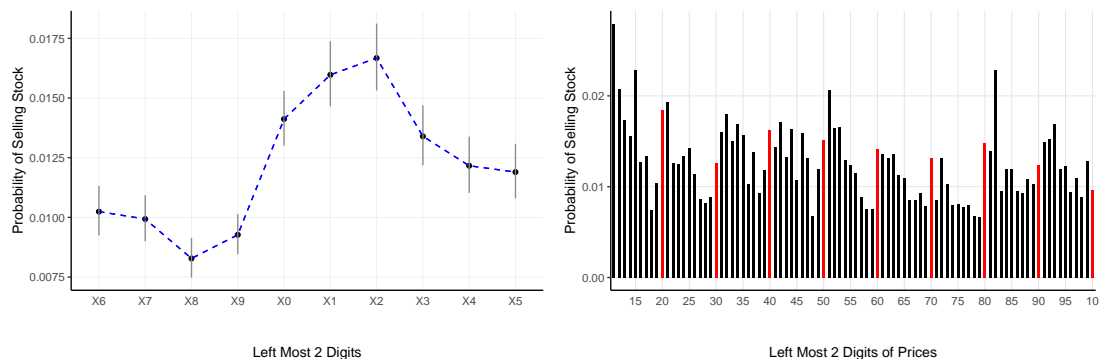 Probability of Selling Stock
0.0175
0.0150
0.0125
0.0100
0.0075
X6 X7 X8 X9 X0 X1 X2 X3 X4 X5
Left Most 2 Digits
Probability of Selling Stock
0.02
0.01
0.00
15 20 25 30 35 40 45 50 55 60 65 70 75 80 85 90 95 10
Left Most 2 Digits of Prices